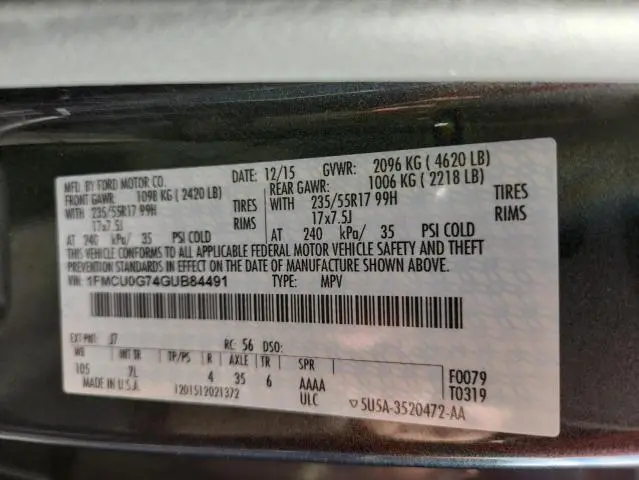 MFD. BY FORD MOTOR CO.
DATE: 12/15 GVWR: 2096 KG ( 4620 LB)
FRONT GAWR: 1098 KG ( 2420 LB)
REAR GAWR: 1006 KG ( 2218 LB)
WITH 235/55R17 99H TIRES
WITH 235/55R17 99H TIRES
17x7.5J RIMS
17x7.5J RIMS
AT 240 kPa/ 35 PSI COLD
AT 240 kPa/ 35 PSI COLD
THIS VEHICLE CONFORMS TO ALL APPLICABLE FEDERAL MOTOR VEHICLE SAFETY AND THEFT
PREVENTION STANDARDS IN EFFECT ON THE DATE OF MANUFACTURE SHOWN ABOVE.
VIN: 1FMCU0G74GUB84491 TYPE: MPV
EXT PNT: J7 RC: 56 DSO:
WB INT TR TP/PS R AXLE TR SPR
105 7L 4 35 6 AAAA
ULC
F0079
T0319
MADE IN U.S.A.
1201512021372
▽5U5A-3520472-AA